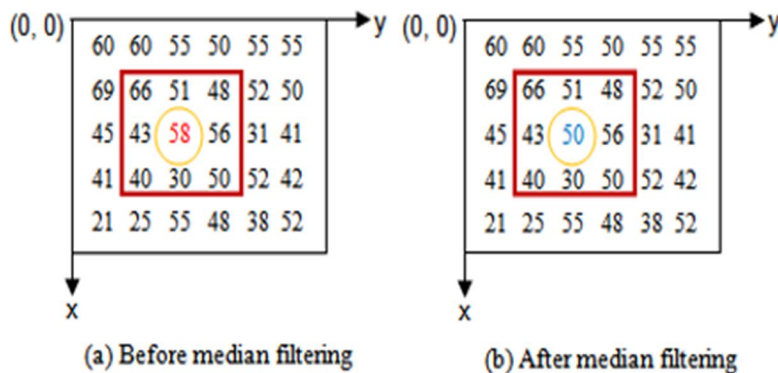 (0, 0) y (0, 0) y
60 60 55 50 55 55 60 60 55 50 55 55
69 66 51 48 52 50 69 66 51 48 52 50
45 43 58 56 31 41 45 43 50 56 31 41
41 40 30 50 52 42 41 40 30 50 52 42
21 25 55 48 38 52 21 25 55 48 38 52
x x
(a) Before median filtering (b) After median filtering